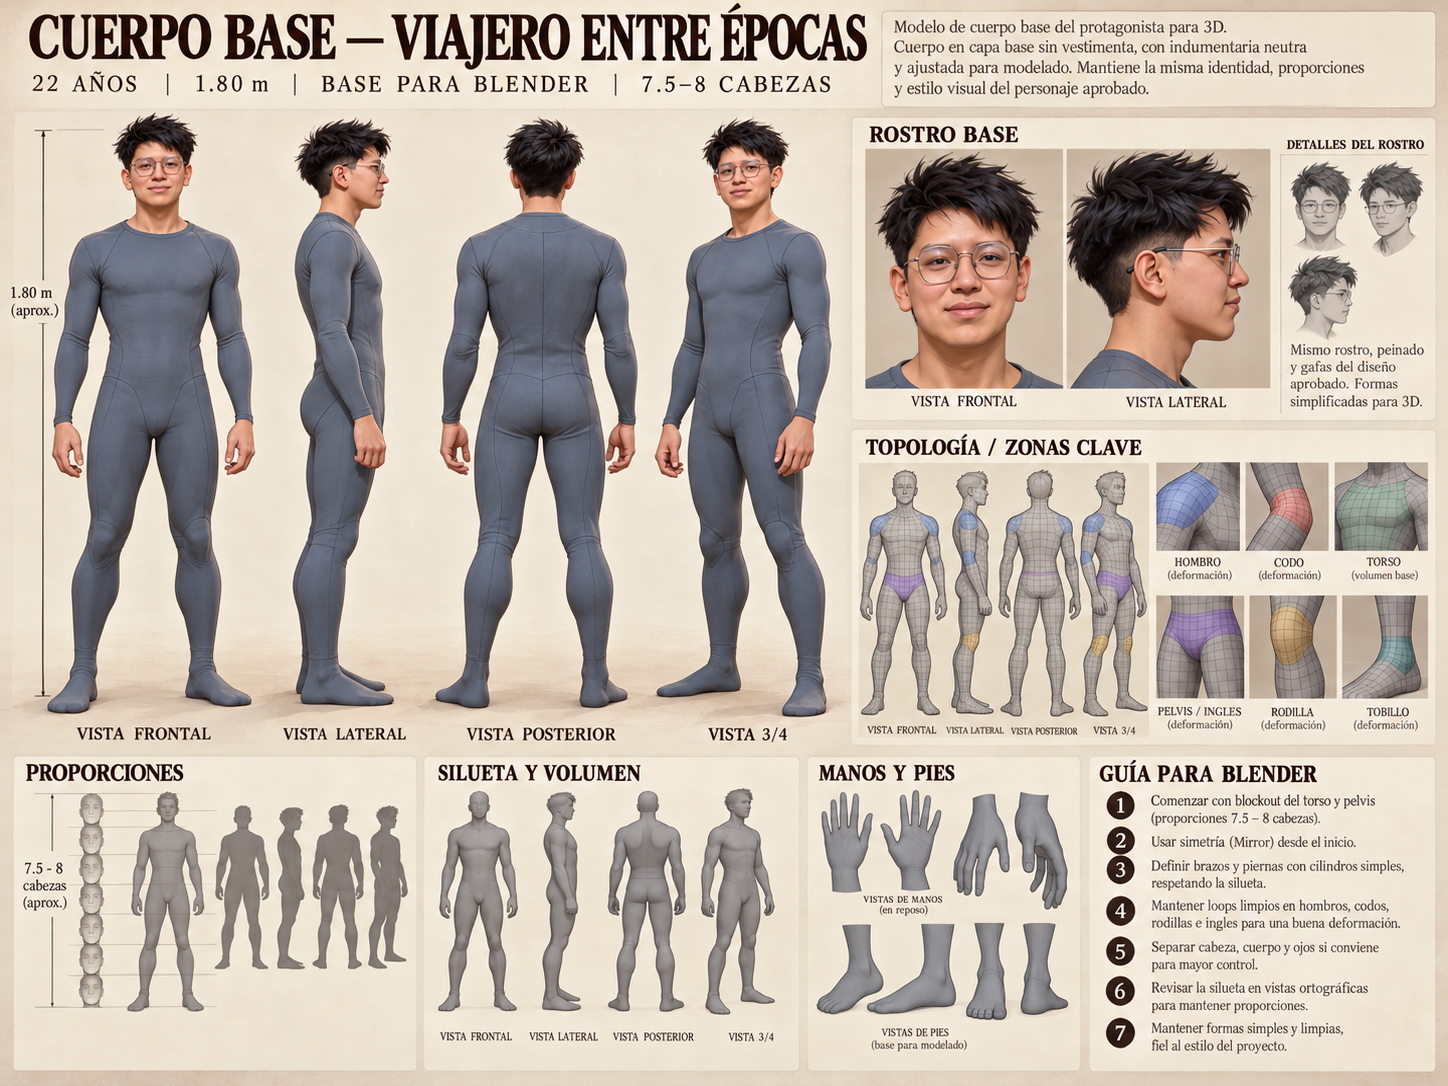 CUERPO BASE — VIAJERO ENTRE ÉPOCAS
22 AÑOS | 1.80 m | BASE PARA BLENDER | 7.5–8 CABEZAS
Modelo de cuerpo base del protagonista para 3D.
Cuerpo en capa base sin vestimenta, con indumentaria neutra
y ajustada para modelado. Mantiene la misma identidad, proporciones
y estilo visual del personaje aprobado.
1.80 m
(aprox.)
VISTA FRONTAL
VISTA LATERAL
VISTA POSTERIOR
VISTA 3/4
ROSTRO BASE
VISTA FRONTAL
VISTA LATERAL
DETALLES DEL ROSTRO
Mismo rostro, peinado
y gafas del diseño
aprobado. Formas
simplificadas para 3D.
TOPOLOGÍA / ZONAS CLAVE
VISTA FRONTAL
VISTA LATERAL
VISTA POSTERIOR
VISTA 3/4
HOMBRO
(deformación)
CODO
(deformación)
TORSO
(volumen base)
PELVIS / INGLES
(deformación)
RODILLA
(deformación)
TOBILLO
(deformación)
PROPORCIONES
7.5 - 8
cabezas
(aprox.)
SILUETA Y VOLUMEN
VISTA FRONTAL
VISTA LATERAL
VISTA POSTERIOR
VISTA 3/4
MANOS Y PIES
VISTAS DE MANOS
(en reposo)
VISTAS DE PIES
(base para modelado)
GUÍA PARA BLENDER
1 Comenzar con blockout del torso y pelvis
(proporciones 7.5 – 8 cabezas).
2 Usar simetría (Mirror) desde el inicio.
3 Definir brazos y piernas con cilindros simples,
respetando la silueta.
4 Mantener loops limpios en hombros, codos,
rodillas e ingles para una buena deformación.
5 Separar cabeza, cuerpo y ojos si conviene
para mayor control.
6 Revisar la silueta en vistas ortográficas
para mantener proporciones.
7 Mantener formas simples y limpias,
fiel al estilo del proyecto.